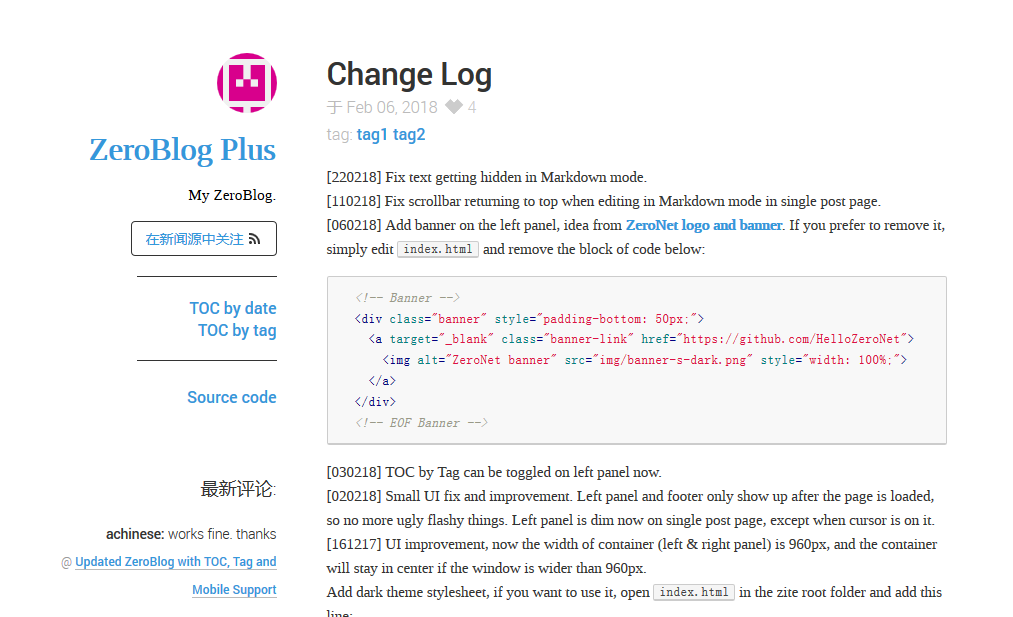 ZeroBlog Plus
My ZeroBlog.
在新闻源中关注
TOC by date
TOC by tag
Source code
最新评论:
achinese: works fine. thanks
@ Updated ZeroBlog with TOC, Tag and
Mobile Support
Change Log
于 Feb 06, 2018 4
tag: tag1 tag2
[220218] Fix text getting hidden in Markdown mode.
[110218] Fix scrollbar returning to top when editing in Markdown mode in single post page.
[060218] Add banner on the left panel, idea from ZeroNet logo and banner. If you prefer to remove it,
simply edit index.html and remove the block of code below:
<!-- Banner -->
<div class="banner" style="padding-bottom: 50px;">
<a target="_blank" class="banner-link" href="https://github.com/HelloZeroNet">
<img alt="ZeroNet banner" src="img/banner-s-dark.png" style="width: 100%;">
</a>
</div>
<!-- EOF Banner -->
[030218] TOC by Tag can be toggled on left panel now.
[020218] Small UI fix and improvement. Left panel and footer only show up after the page is loaded,
so no more ugly flashy things. Left panel is dim now on single post page, except when cursor is on it.
[161217] UI improvement, now the width of container (left & right panel) is 960px, and the container
will stay in center if the window is wider than 960px.
Add dark theme stylesheet, if you want to use it, open index.html in the zite root folder and add this
line: